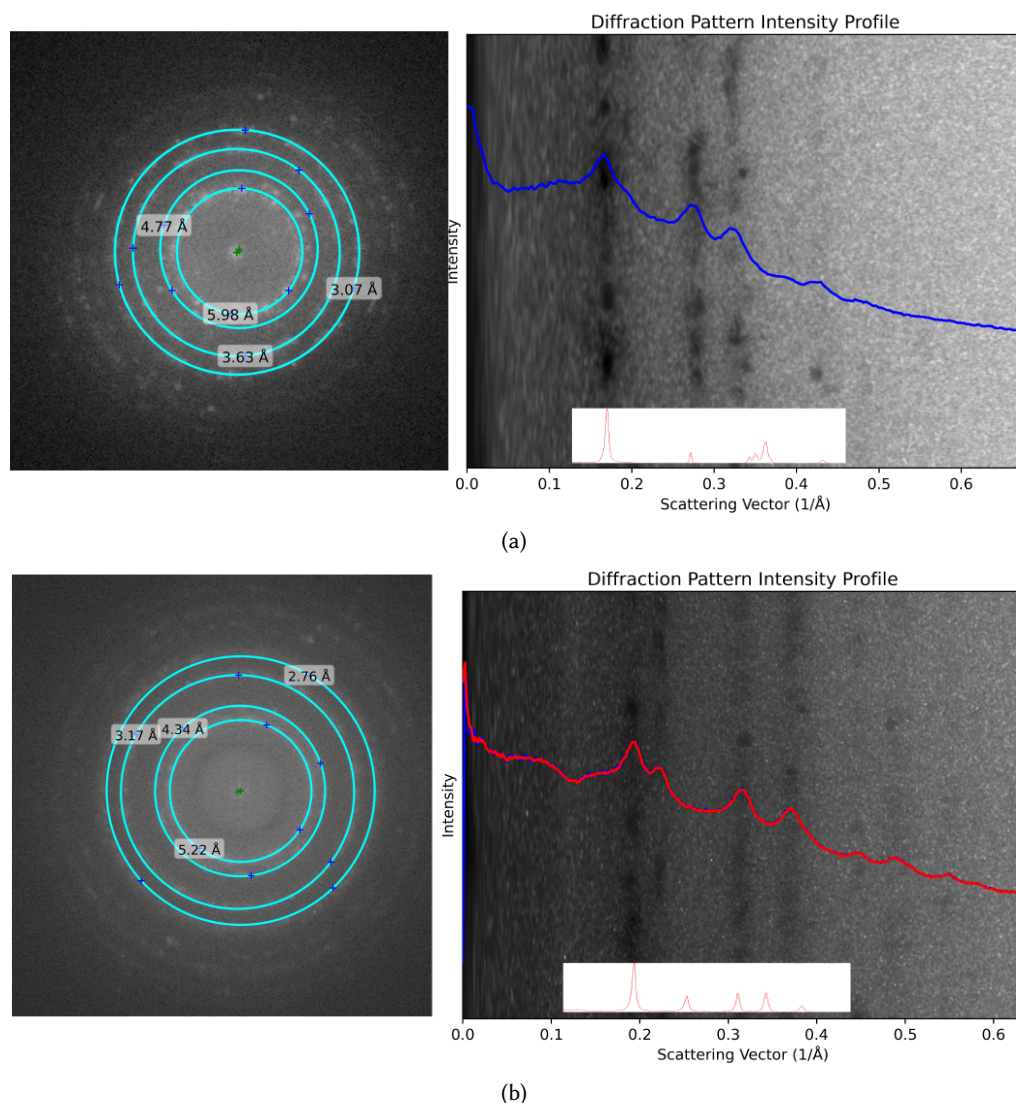 Diffraction Pattern Intensity Profile
4.77 Å
3.07 Å
5.98 Å
3.63 Å
Intensity
0.0 0.1 0.2 0.3 0.4 0.5 0.6
Scattering Vector (1/Å)
(a)
Diffraction Pattern Intensity Profile
2.76 Å
3.17 Å
4.34 Å
5.22 Å
Intensity
0.0 0.1 0.2 0.3 0.4 0.5 0.6
Scattering Vector (1/Å)
(b)